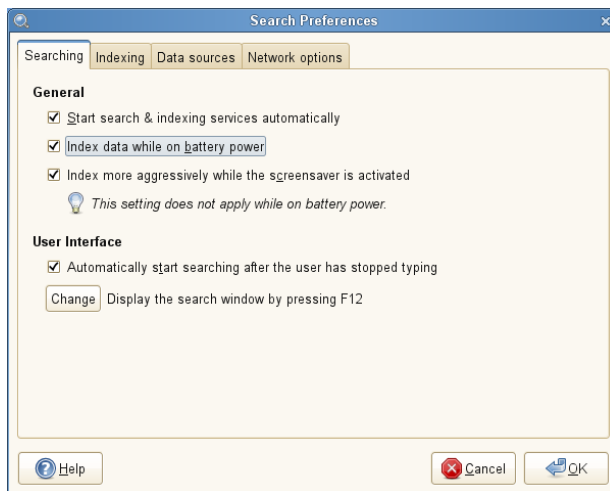 Search Preferences
Searching Indexing Data sources Network options
General
Start search & indexing services automatically
Index data while on battery power
Index more aggressively while the screensaver is activated
This setting does not apply while on battery power.
User Interface
Automatically start searching after the user has stopped typing
Change Display the search window by pressing F12
Help Cancel OK